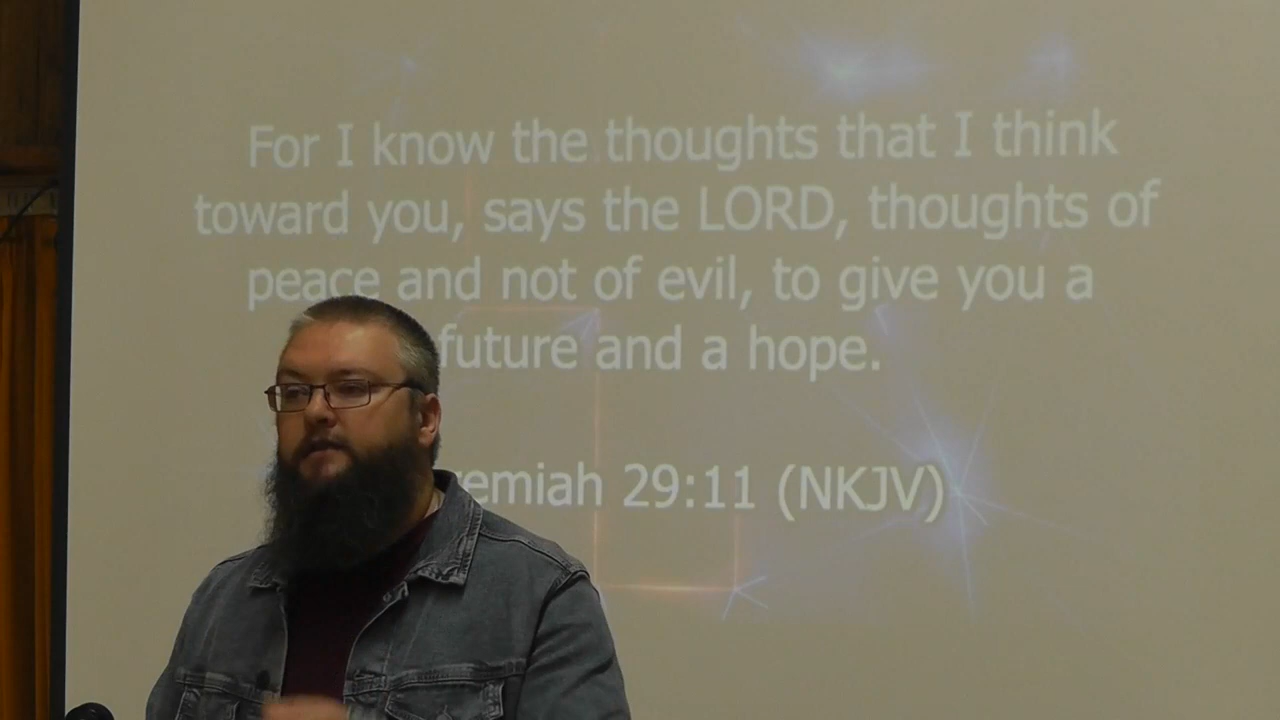 For I know the thoughts that I think
toward you, says the LORD, thoughts of
peace and not of evil, to give you a
future and a hope.
emiah 29:11 (NKJV)